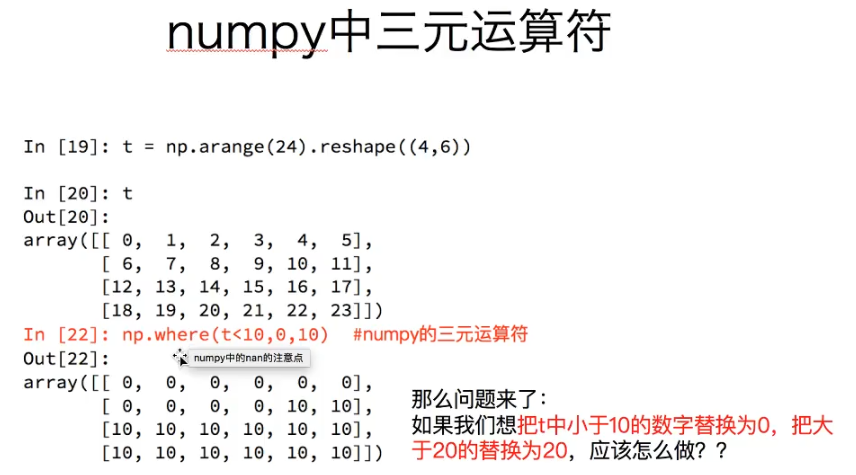 numpy中三元运算符
In [19]: t = np.arange(24).reshape((4,6))
In [20]: t
Out[20]:
array([[ 0,  1,  2,  3,  4,  5],
       [ 6,  7,  8,  9, 10, 11],
       [12, 13, 14, 15, 16, 17],
       [18, 19, 20, 21, 22, 23]])
In [22]: np.where(t<10,0,10)  #numpy的三元运算符
Out[22]:
numpy中的nan的注意点
array([[ 0,  0,  0,  0,  0,  0],
       [ 0,  0,  0,  0, 10, 10],
       [10, 10, 10, 10, 10, 10],
       [10, 10, 10, 10, 10, 10]])
那么问题来了：
如果我们想把t中小于10的数字替换为0，把大
于20的替换为20，应该怎么做？？